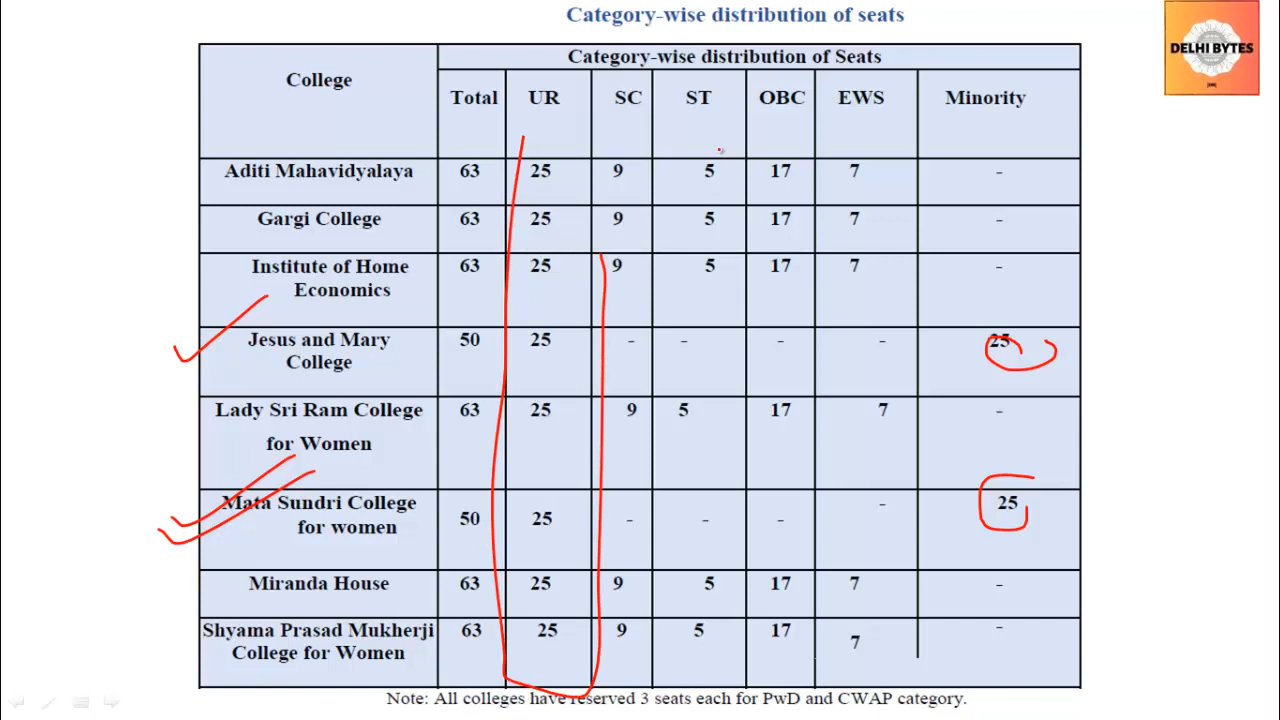 Category-wise distribution of seats
DELHI BYTES
College
Category-wise distribution of Seats
Total UR SC ST OBC EWS Minority
Aditi Mahavidyalaya 63 25 9 5 17 7 -
Gargi College 63 25 9 5 17 7 -
Institute of Home 63 25 9 5 17 7 -
Economics
Jesus and Mary 50 25 - - - - 25
College
Lady Sri Ram College 63 25 9 5 17 7 -
for Women
Mata Sundri College - 25
for women 50 25 - - -
Miranda House 63 25 9 5 17 7 -
Shyama Prasad Mukherji 63 25 9 5 17 -
College for Women 7
Note: All colleges have reserved 3 seats each for PwD and CWAP category.